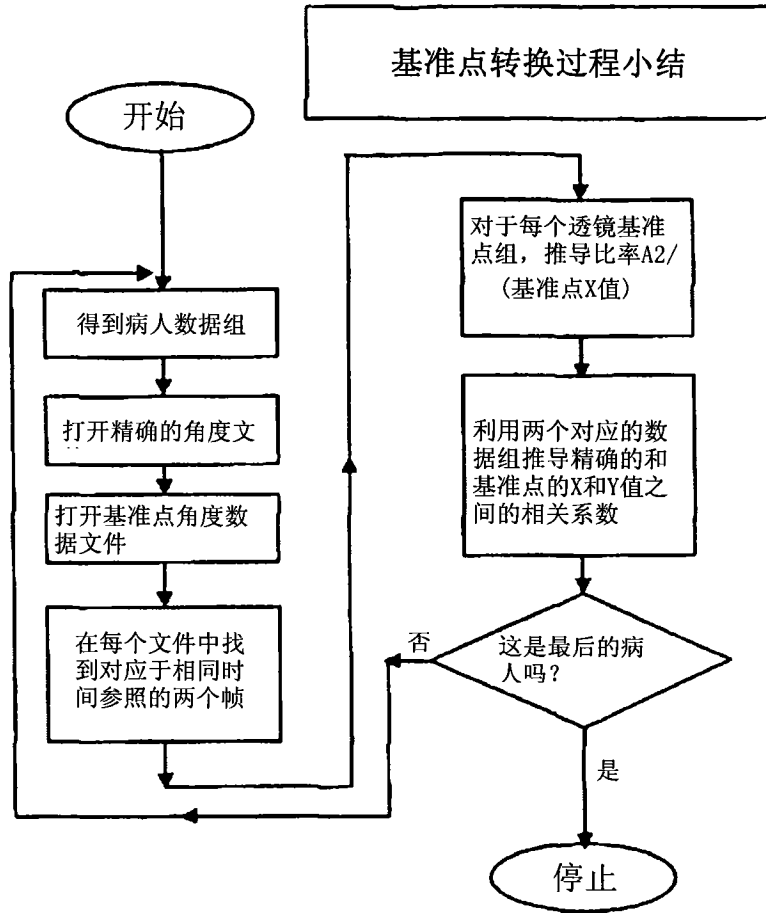 基准点转换过程小结
开始
得到病人数据组
打开精确的角度文
打开基准点角度数
据文件
在每个文件中找
到对应于相同时
间参照的两个帧
对于每个透镜基准
点组，推导比率A2/
(基准点X值)
利用两个对应的数
据组推导精确的和
基准点的X和Y值之
间的相关系数
这是最后的病
人吗?
否
是
停止